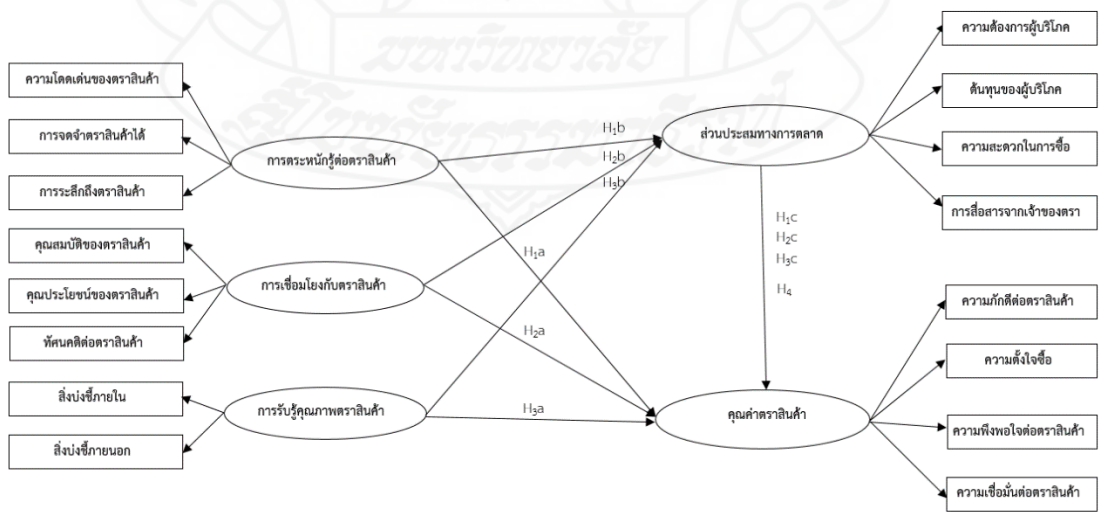 มหาวิทยาลัย
ความโดดเด่นของตราสินค้า
การจดจำตราสินค้าได้
การระลึกถึงตราสินค้า
คุณสมบัติของตราสินค้า
คุณประโยชน์ของตราสินค้า
ทัศนคติต่อตราสินค้า
สิ่งบ่งชี้ภายใน
สิ่งบ่งชี้ภายนอก
การตระหนักรู้ต่อตราสินค้า
การเชื่อมโยงกับตราสินค้า
การรับรู้คุณภาพตราสินค้า
H₁b
H₂b
H₃b
H₁a
H₂a
H₃a
ส่วนประสมทางการตลาด
H₁c
H₂c
H₃c
H₄
คุณค่าตราสินค้า
ความต้องการผู้บริโภค
ต้นทุนของผู้บริโภค
ความสะดวกในการซื้อ
การสื่อสารจากเจ้าของตรา
ความภักดีต่อตราสินค้า
ความตั้งใจซื้อ
ความพึงพอใจต่อตราสินค้า
ความเชื่อมั่นต่อตราสินค้า